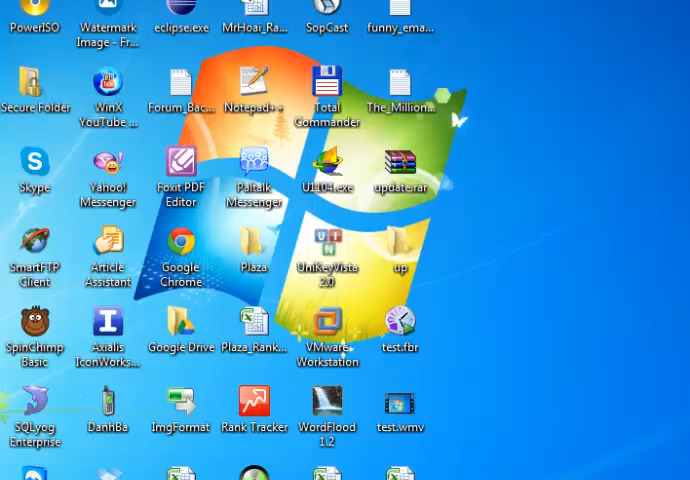 PowerISO
Watermark
Image - Fr...
eclipse.exe
MrHoai_Ra...
SopCast
funny_ema...
Secure Folder
WinX
YouTube ...
Forum_Bac...
Notepad++
Total
Commander
The_Million...
Skype
Yahoo!
Messenger
Foxit PDF
Editor
Paltalk
Messenger
U1104.exe
update.rar
SmartFTP
Client
Article
Assistant
Google
Chrome
Plaza
UniKeyVista
2.0
up
SpinChimp
Basic
Axialis
IconWorks...
Google Drive
Plaza_Rank...
VMware
Workstation
test.fbr
SQLyog
Enterprise
DanhBa
ImgFormat
Rank Tracker
WordFlood
1.2
test.wmv